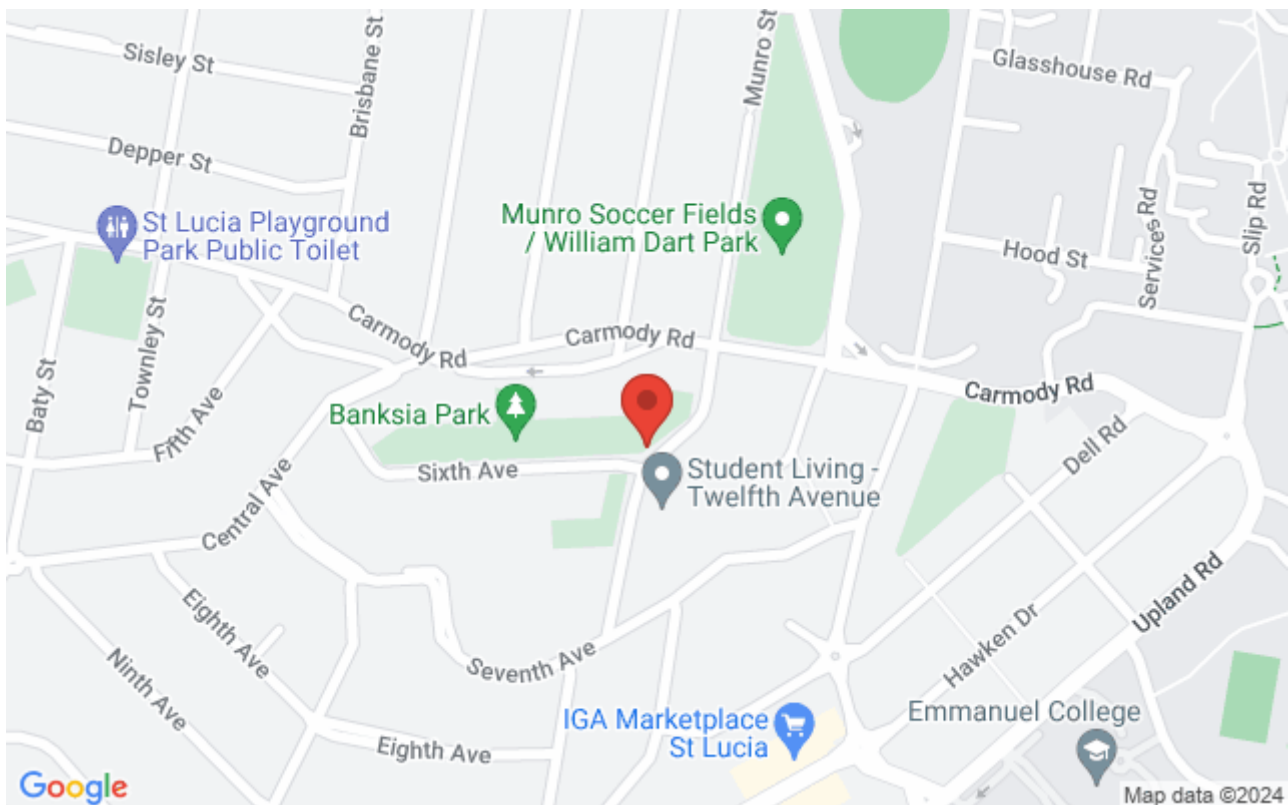 Sisley St
Brisbane St
Munro St
Glasshouse Rd
Depper St
St Lucia Playground
Park Public Toilet
Munro Soccer Fields
/ William Dart Park
Hood St
Services Rd
Slip Rd
Carmody Rd
Carmody Rd
Carmody Rd
Baty St
Townley St
Fifth Ave
Banksia Park
Dell Rd
Sixth Ave
Student Living -
Twelfth Avenue
Central Ave
Eighth Ave
Ninth Ave
Seventh Ave
Hawken Dr
Upland Rd
IGA Marketplace
St Lucia
Emmanuel College
Eighth Ave
Google
Map data ©2024